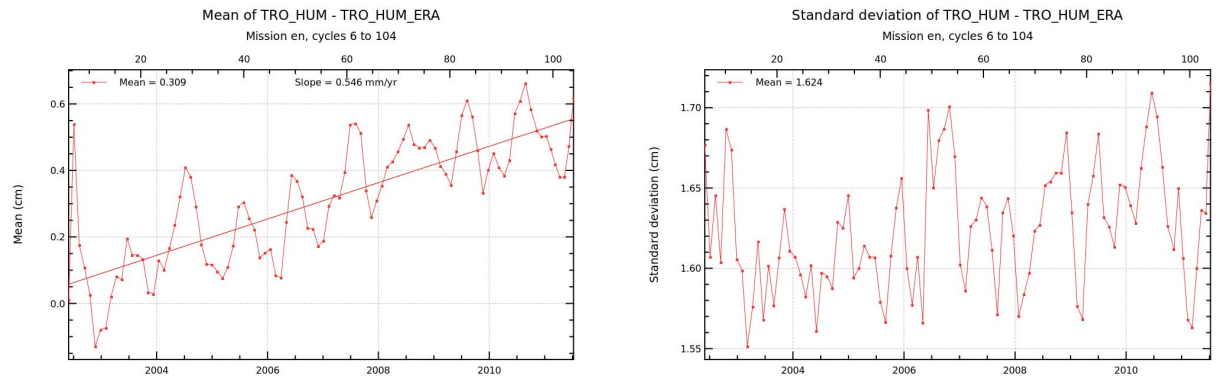 Mean of TRO_HUM - TRO_HUM_ERA
Mission en, cycles 6 to 104
20 40 60 80 100
Mean = 0.309 Slope = 0.546 mm/yr
0.6
0.4
0.2
0.0
Mean (cm)
2004 2006 2008 2010
Standard deviation of TRO_HUM - TRO_HUM_ERA
Mission en, cycles 6 to 104
20 40 60 80 100
Mean = 1.624
1.70
1.65
1.60
1.55
Standard deviation (cm)
2004 2006 2008 2010